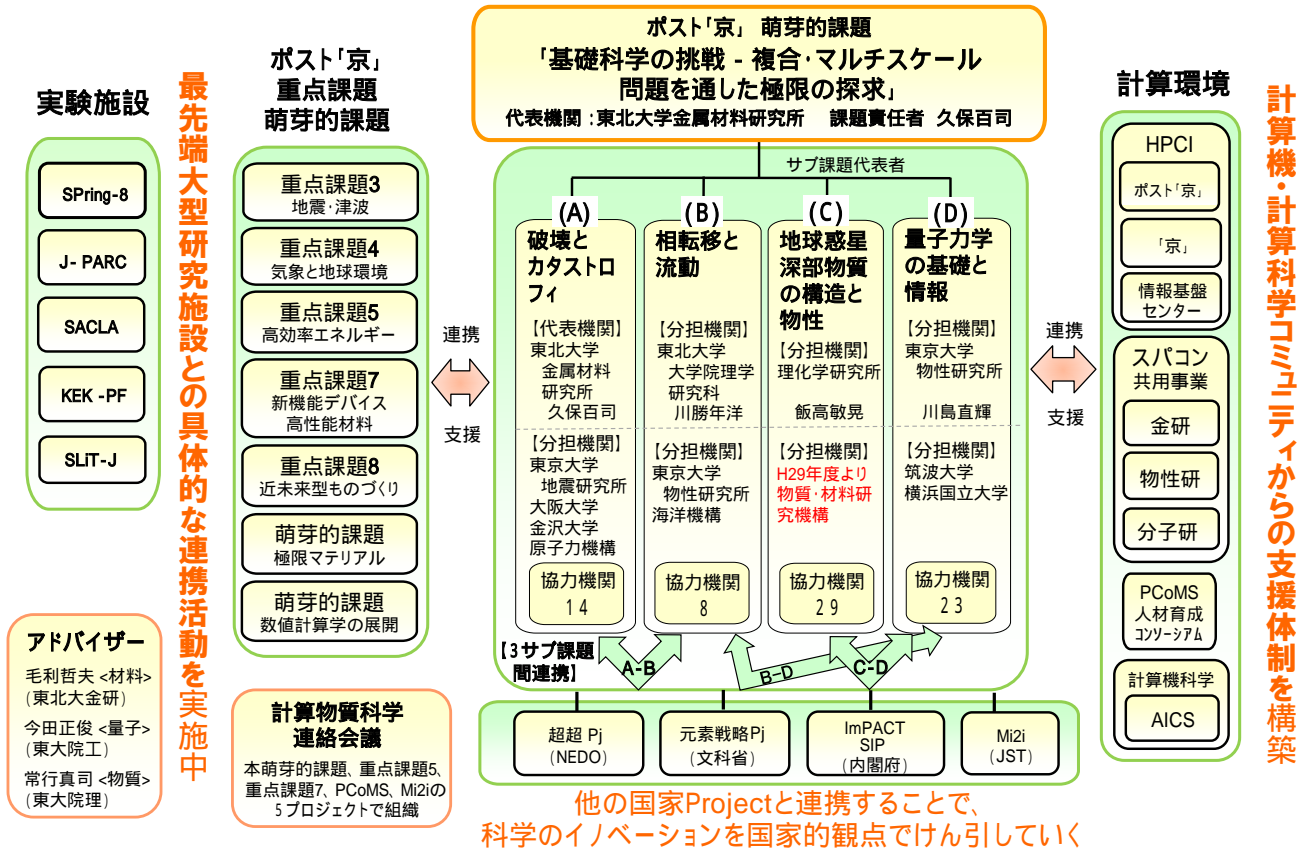 ポスト「京」 萌芽的課題
「基礎科学の挑戦 - 複合・マルチスケール
問題を通した極限の探求」
代表機関：東北大学金属材料研究所　課題責任者 久保百司
実験施設
SPring-8
J- PARC
SACLA
KEK -PF
SLiT-J
最先端大型研究施設との具体的な連携活動を実施中
アドバイザー
毛利哲夫 <材料>
(東北大金研)
今田正俊 <量子>
(東大院工)
常行真司 <物質>
(東大院理)
ポスト「京」
重点課題
萌芽的課題
重点課題3
地震・津波
重点課題4
気象と地球環境
重点課題5
高効率エネルギー
重点課題7
新機能デバイス
高性能材料
重点課題8
近未来型ものづくり
萌芽的課題
極限マテリアル
萌芽的課題
数値計算学の展開
計算物質科学
連絡会議
本萌芽的課題、重点課題5、
重点課題7、PCoMS、Mi2iの
5プロジェクトで組織
連携
支援
サブ課題代表者
(A)
破壊と
カタストロ
フィ
【代表機関】
東北大学
金属材料
研究所
久保百司
【分担機関】
東京大学
地震研究所
大阪大学
金沢大学
原子力機構
協力機関
14
(B)
相転移と
流動
【分担機関】
東北大学
大学院理学
研究科
川勝年洋
【分担機関】
東京大学
物性研究所
海洋機構
協力機関
8
(C)
地球惑星
深部物質
の構造と
物性
【分担機関】
理化学研究所
飯高敏晃
【分担機関】
H29年度より
物質・材料研
究機構
協力機関
29
(D)
量子力学
の基礎と
情報
【分担機関】
東京大学
物性研究所
川島直輝
【分担機関】
筑波大学
横浜国立大学
協力機関
23
【3サブ課題
間連携】
A-B
B-D
C-D
超超 Pj
(NEDO)
元素戦略Pj
(文科省)
ImPACT
SIP
(内閣府)
Mi2i
(JST)
他の国家Projectと連携することで、
科学のイノベーションを国家的観点でけん引していく
連携
支援
計算環境
HPCI
ポスト「京」
「京」
情報基盤
センター
スパコン
共用事業
金研
物性研
分子研
PCoMS
人材育成
コンソーシアム
計算機科学
AICS
計算機・計算科学コミュニティからの支援体制を構築